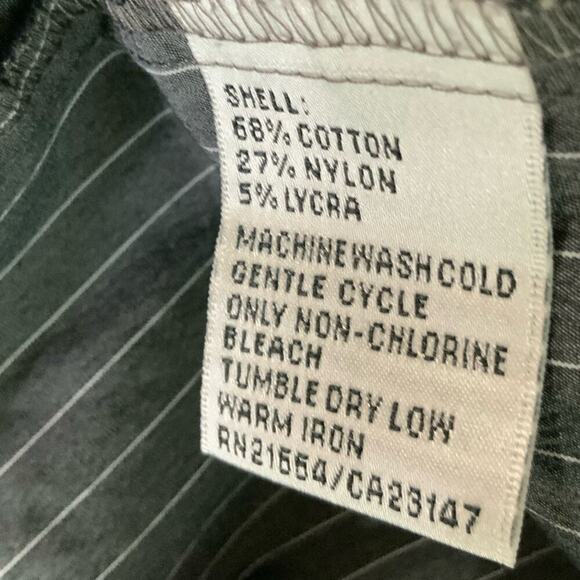 SHELL:
68% COTTON
27% NYLON
5% LYCRA
MACHINE WASH COLD
GENTLE CYCLE
ONLY NON-CHLORINE
BLEACH
TUMBLE DRY LOW
WARM IRON
RN21554/CA23147